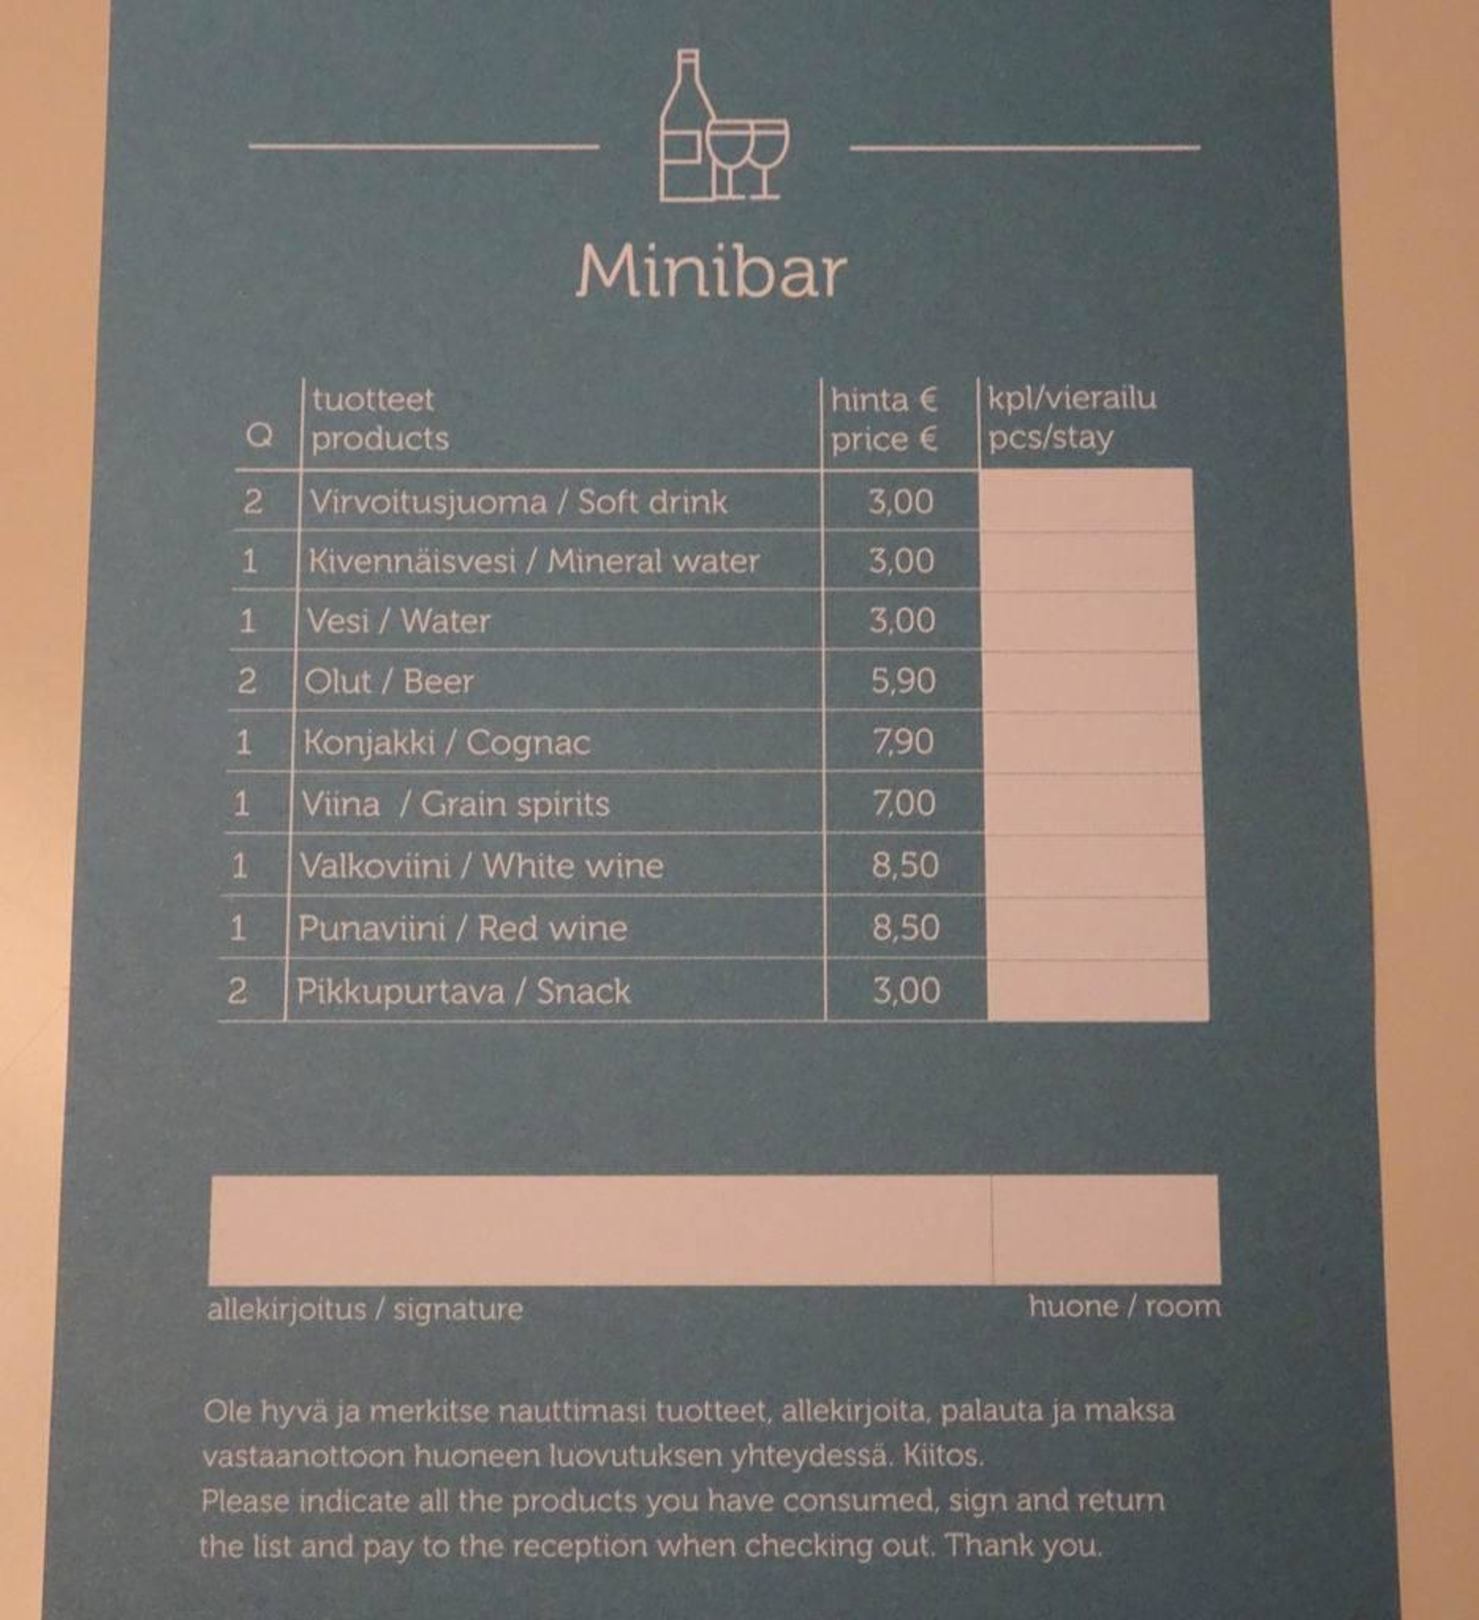 Minibar
Q tuotteet products hinta € price € kpl/vierailu pcs/stay
2 Virvoitusjuoma / Soft drink 3,00
1 Kivennäisvesi / Mineral water 3,00
1 Vesi / Water 3,00
2 Olut / Beer 5,90
1 Konjakki / Cognac 7,90
1 Viina / Grain spirits 7,00
1 Valkoviini / White wine 8,50
1 Punaviini / Red wine 8,50
2 Pikkupurtava / Snack 3,00
allekirjoitus / signature huone / room
Ole hyvä ja merkitse nauttimasi tuotteet, allekirjoita, palauta ja maksa
vastaanottoon huoneen luovutuksen yhteydessä. Kiitos.
Please indicate all the products you have consumed, sign and return
the list and pay to the reception when checking out. Thank you.